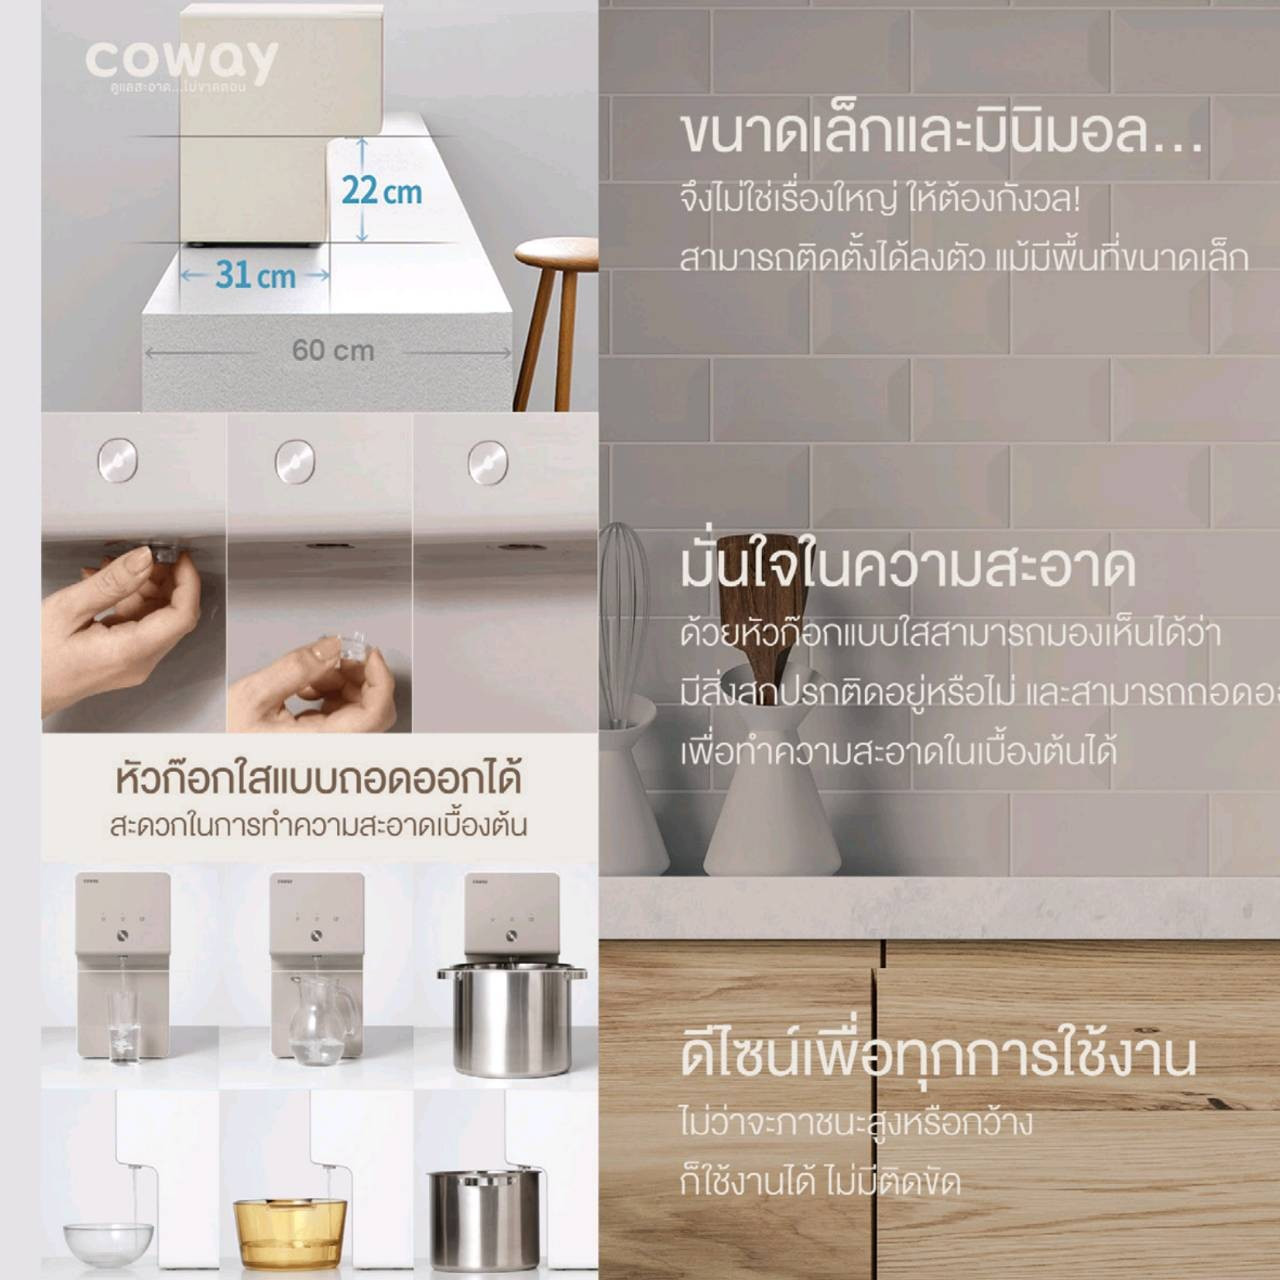 coway
ดูแลสะอาด...ไม่ขาดตอน
22 cm
31 cm
60 cm
ขนาดเล็กและมินิมอล...
จึงไม่ใช่เรื่องใหญ่ ให้ต้องกังวล!
สามารถติดตั้งได้ลงตัว แม้มีพื้นที่ขนาดเล็ก
มั่นใจในความสะอาด
ด้วยหัวก๊อกแบบใสสามารถมองเห็นได้ว่า
มีสิ่งสกปรกติดอยู่หรือไม่ และสามารถถอดออ
เพื่อทำความสะอาดในเบื้องต้นได้
หัวก๊อกใสแบบถอดออกได้
สะดวกในการทำความสะอาดเบื้องต้น
coway
coway
coway
ดีไซน์เพื่อทุกการใช้งาน
ไม่ว่าจะภาชนะสูงหรือกว้าง
ก็ใช้งานได้ ไม่มีติดขัด